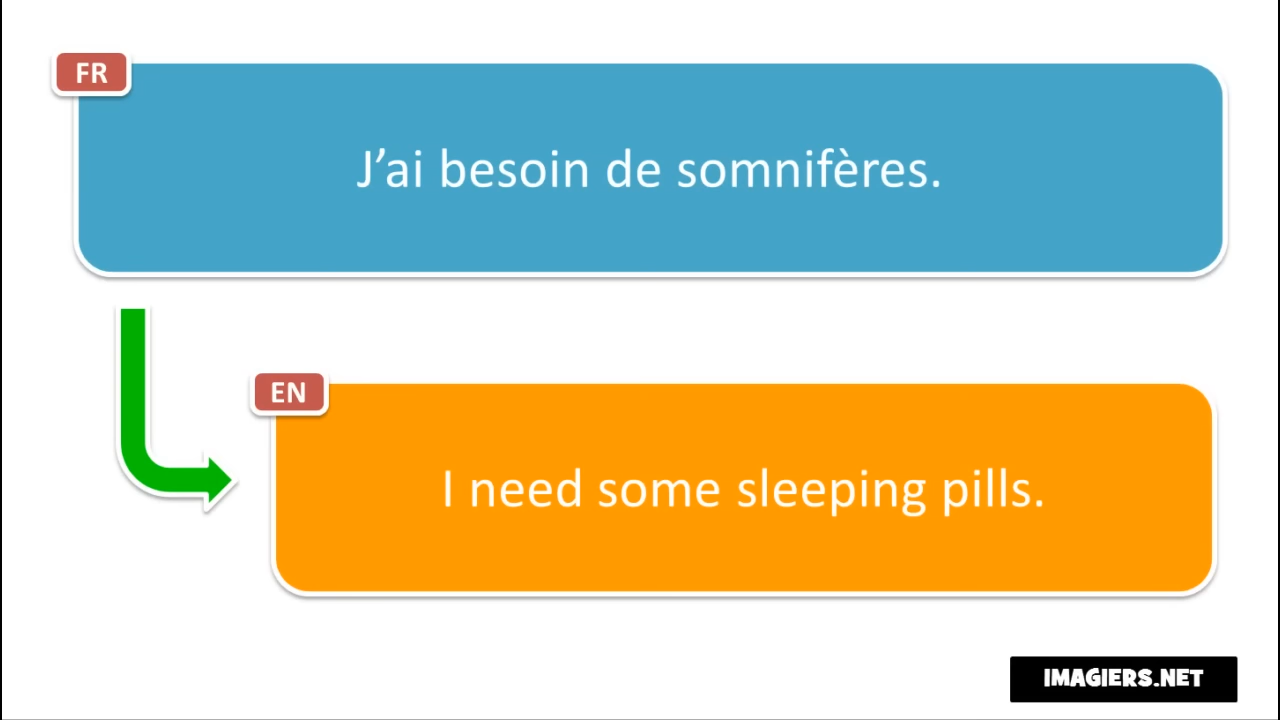 FR
J’ai besoin de somnifères.
EN
I need some sleeping pills.
IMAGIERS.NET